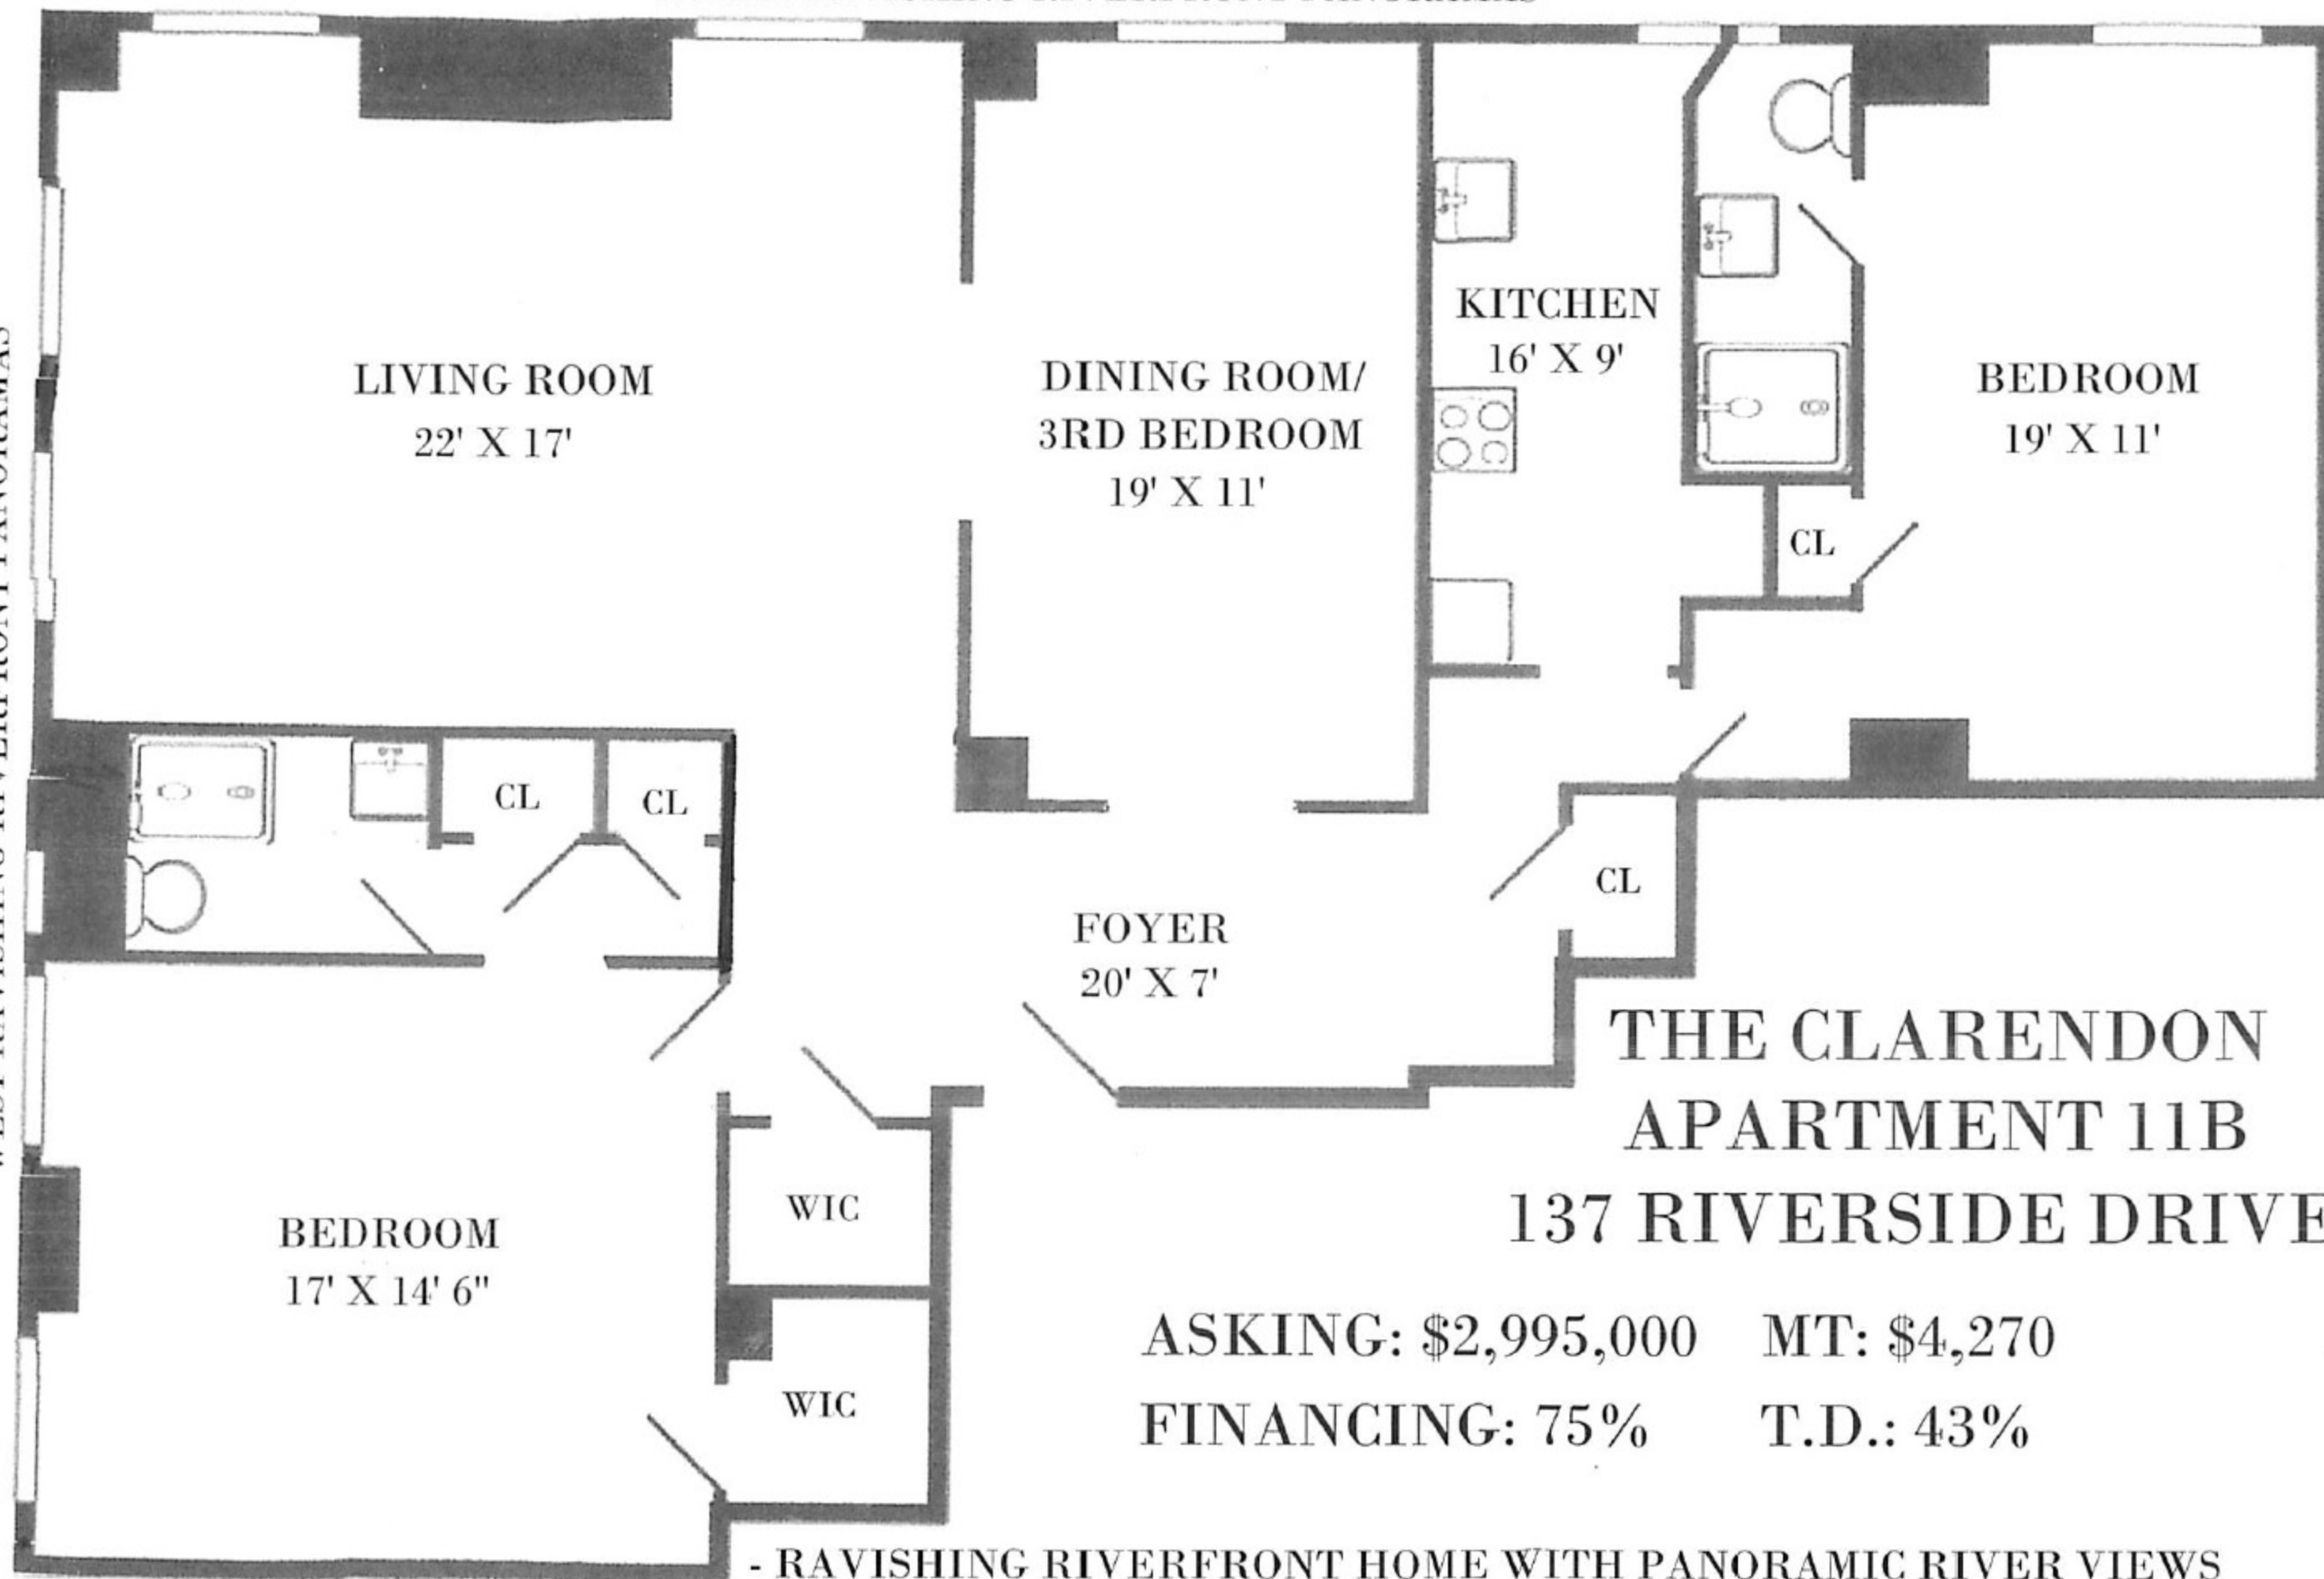 LIVING ROOM
22' X 17'
DINING ROOM/
3RD BEDROOM
19' X 11'
KITCHEN
16' X 9'
BEDROOM
19' X 11'
CL
CL
CL
CL
FOYER
20' X 7'
BEDROOM
17' X 14' 6"
WIC
WIC
THE CLARENDON
APARTMENT 11B
137 RIVERSIDE DRIVE
ASKING: $2,995,000 MT: $4,270
FINANCING: 75% T.D.: 43%
- RAVISHING RIVERFRONT HOME WITH PANORAMIC RIVER VIEWS